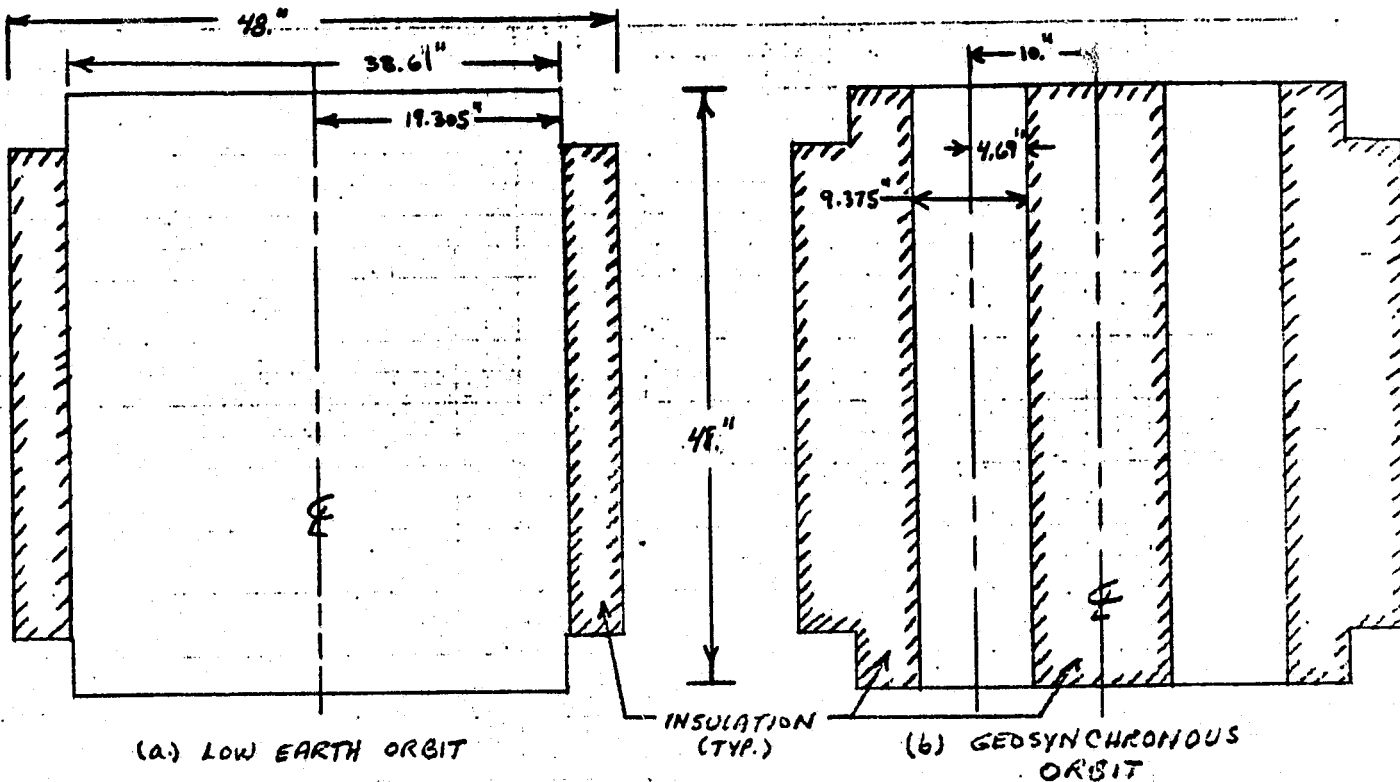 48."
38.61"
19.305"
10."
4.69"
9.375"
48."
℄
℄
INSULATION
(TYP.)
(a.) LOW EARTH ORBIT
(b) GEOSYNCHRONOUS
ORBIT